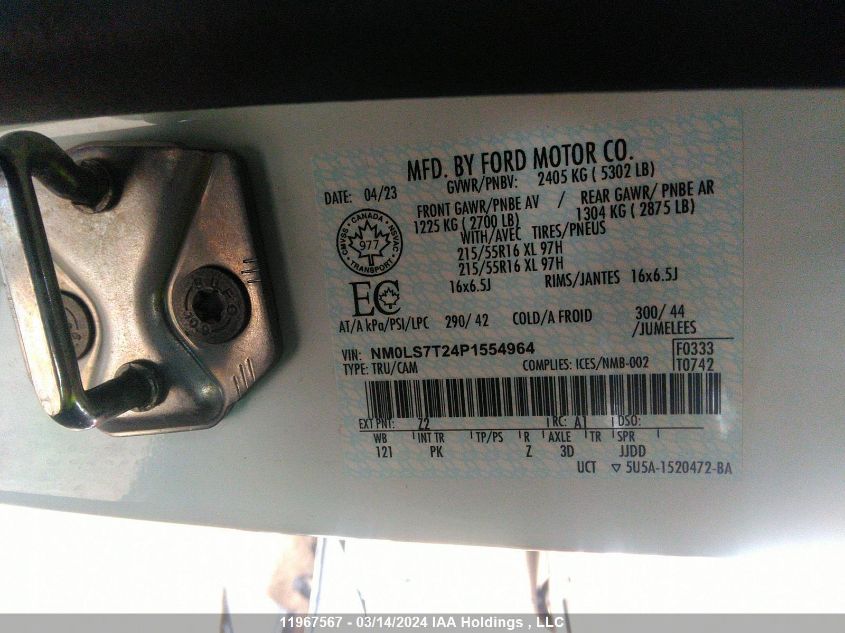 MFD. BY FORD MOTOR CO.
DATE: 04/23
GVWR/PNBV: 2405 KG ( 5302 LB)
FRONT GAWR/PNBE AV / REAR GAWR/ PNBE AR
1225 KG ( 2700 LB) 1304 KG ( 2875 LB)
WITH/AVEC TIRES/PNEUS
215/55R16 XL 97H
215/55R16 XL 97H
16x6.5J RIMS/JANTES 16x6.5J
CMVSS • CANADA • NSVAC
977
TRANSPORT
EC
AT/A kPa/PSI/LPC 290/ 42 COLD/A FROID 300/ 44
/JUMELEES
VIN: NM0LS7T24P1554964
F0333
TYPE: TRU/CAM COMPLIES: ICES/NMB-002
T0742
EXT PNT: Z2 RC: A1 DSO:
WB INT TR TP/PS R AXLE TR SPR
121 PK Z 3D JJDD
UCT ▽ 5U5A-1520472-BA
11967567 - 03/14/2024 IAA Holdings , LLC